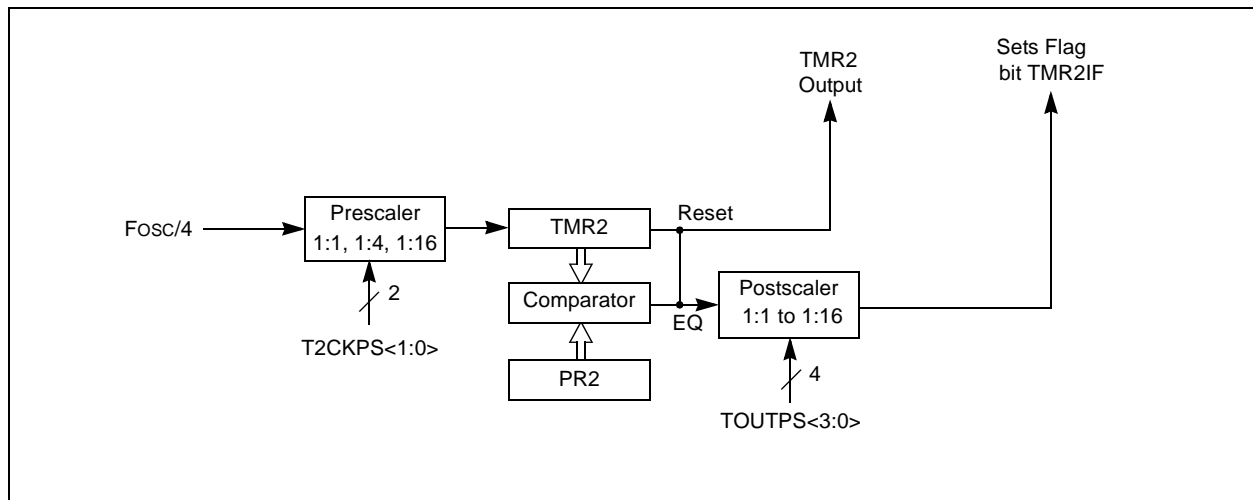 TMR2
Output
Sets Flag
bit TMR2IF
Fosc/4
Prescaler
1:1, 1:4, 1:16
2
T2CKPS<1:0>
TMR2
Reset
Comparator
EQ
PR2
Postscaler
1:1 to 1:16
4
TOUTPS<3:0>